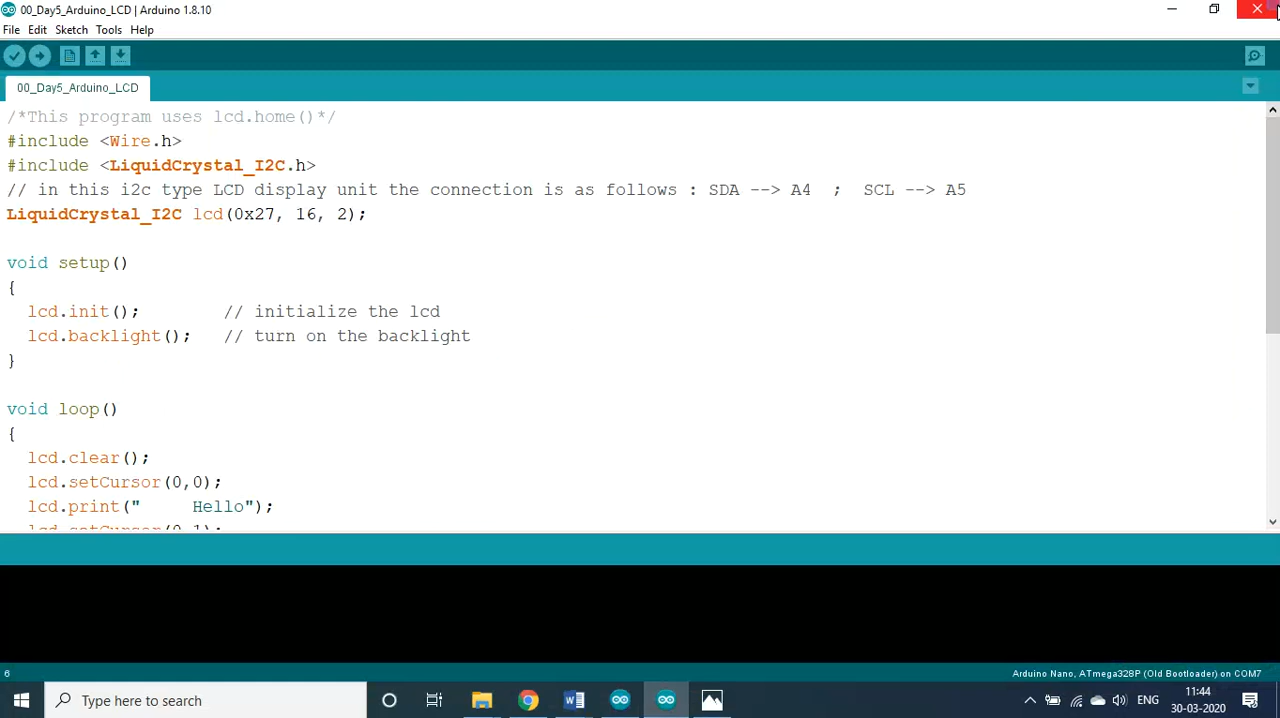 00_Day5_Arduino_LCD | Arduino 1.8.10
File Edit Sketch Tools Help
00_Day5_Arduino_LCD
/*This program uses lcd.home()*/
#include <Wire.h>
#include <LiquidCrystal_I2C.h>
// in this i2c type LCD display unit the connection is as follows : SDA --> A4  ;  SCL --> A5
LiquidCrystal_I2C lcd(0x27, 16, 2);
void setup()
{
  lcd.init();        // initialize the lcd
  lcd.backlight();   // turn on the backlight
}
void loop()
{
  lcd.clear();
  lcd.setCursor(0,0);
  lcd.print("     Hello");
  lcd.setCursor(0,1);
6
Arduino Nano, ATmega328P (Old Bootloader) on COM7
Type here to search
ENG
11:44
30-03-2020